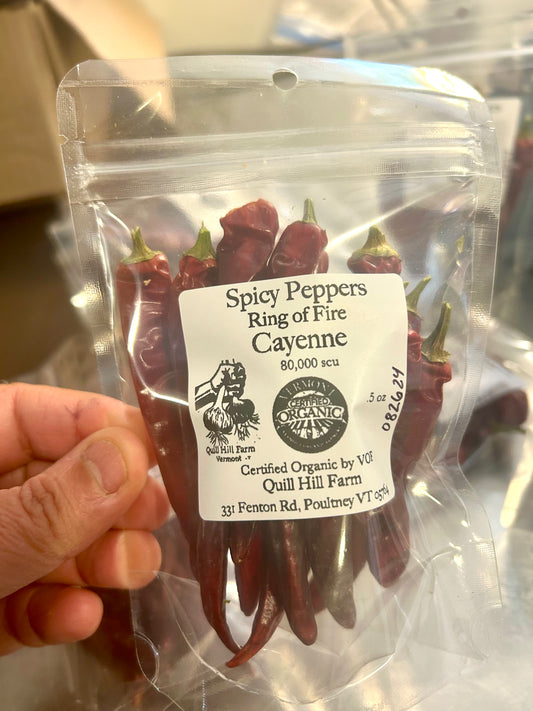 Spicy Peppers
Ring of Fire
Cayenne
80,000 scu
VERMONT
CERTIFIED
ORGANIC
.5 oz
082624
Quill Hill Farm
Vermont
Certified Organic by VOF
Quill Hill Farm
331 Fenton Rd, Poultney VT 05764